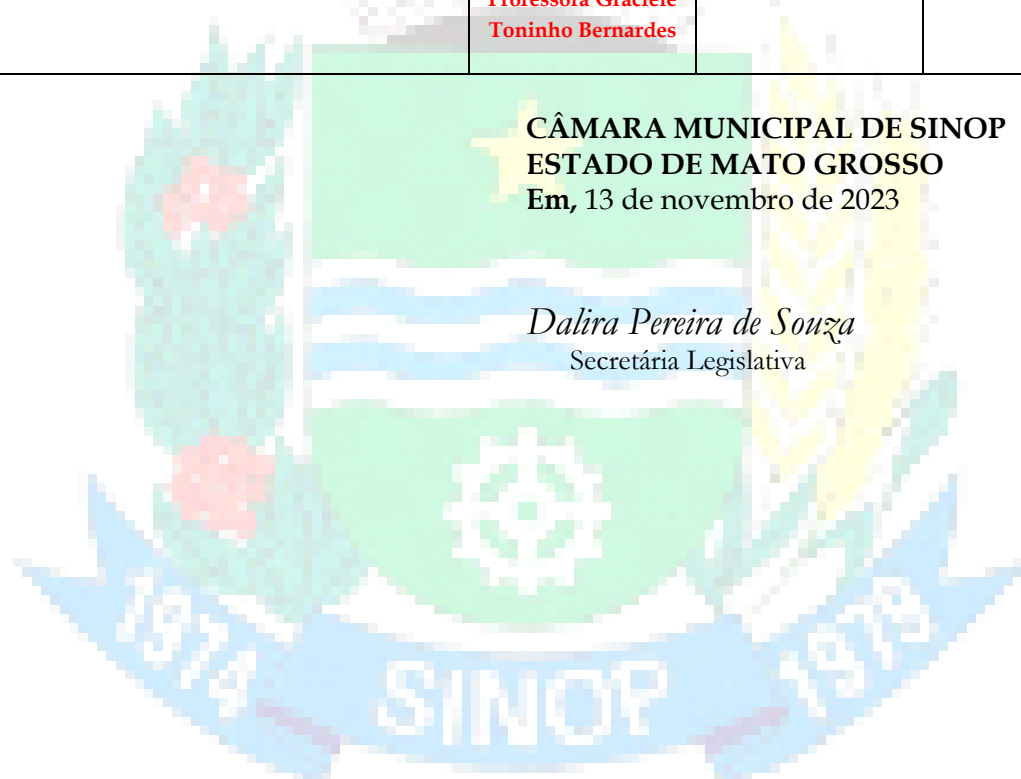 Professora Graciele
Toninho Bernardes
CÂMARA MUNICIPAL DE SINOP
ESTADO DE MATO GROSSO
Em, 13 de novembro de 2023
Dalira Pereira de Souza
Secretária Legislativa
1974 SINOP 1979